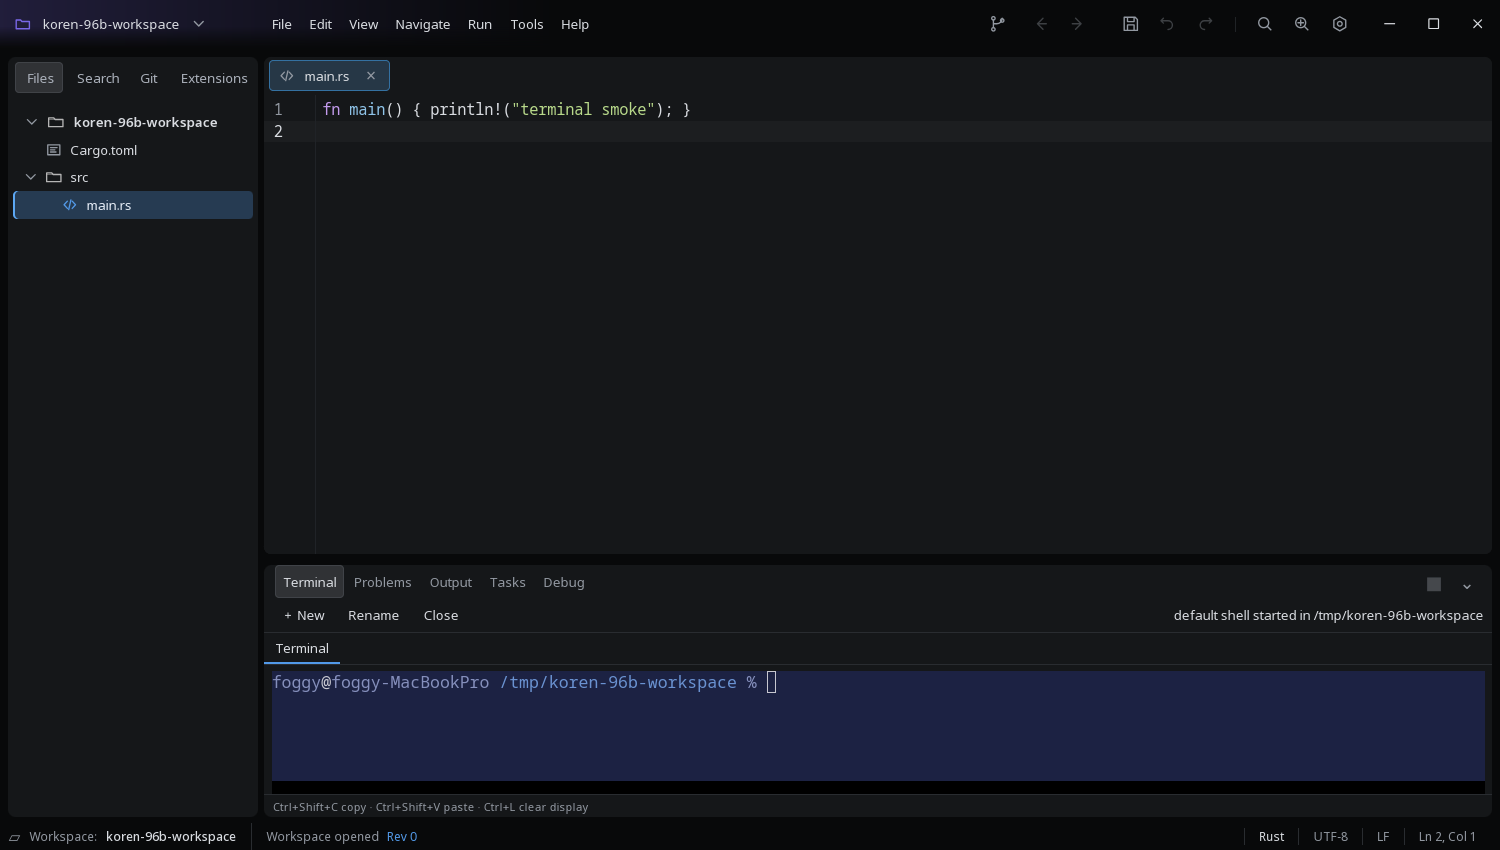 koren-96b-workspace File Edit View Navigate Run Tools Help
Files Search Git Extensions
koren-96b-workspace
Cargo.toml
src
main.rs
main.rs
1 fn main() { println!("terminal smoke"); }
2
Terminal Problems Output Tasks Debug
+ New Rename Close default shell started in /tmp/koren-96b-workspace
Terminal
foggy@foggy-MacBookPro /tmp/koren-96b-workspace %
Ctrl+Shift+C copy · Ctrl+Shift+V paste · Ctrl+L clear display
Workspace: koren-96b-workspace Workspace opened Rev 0 Rust UTF-8 LF Ln 2, Col 1